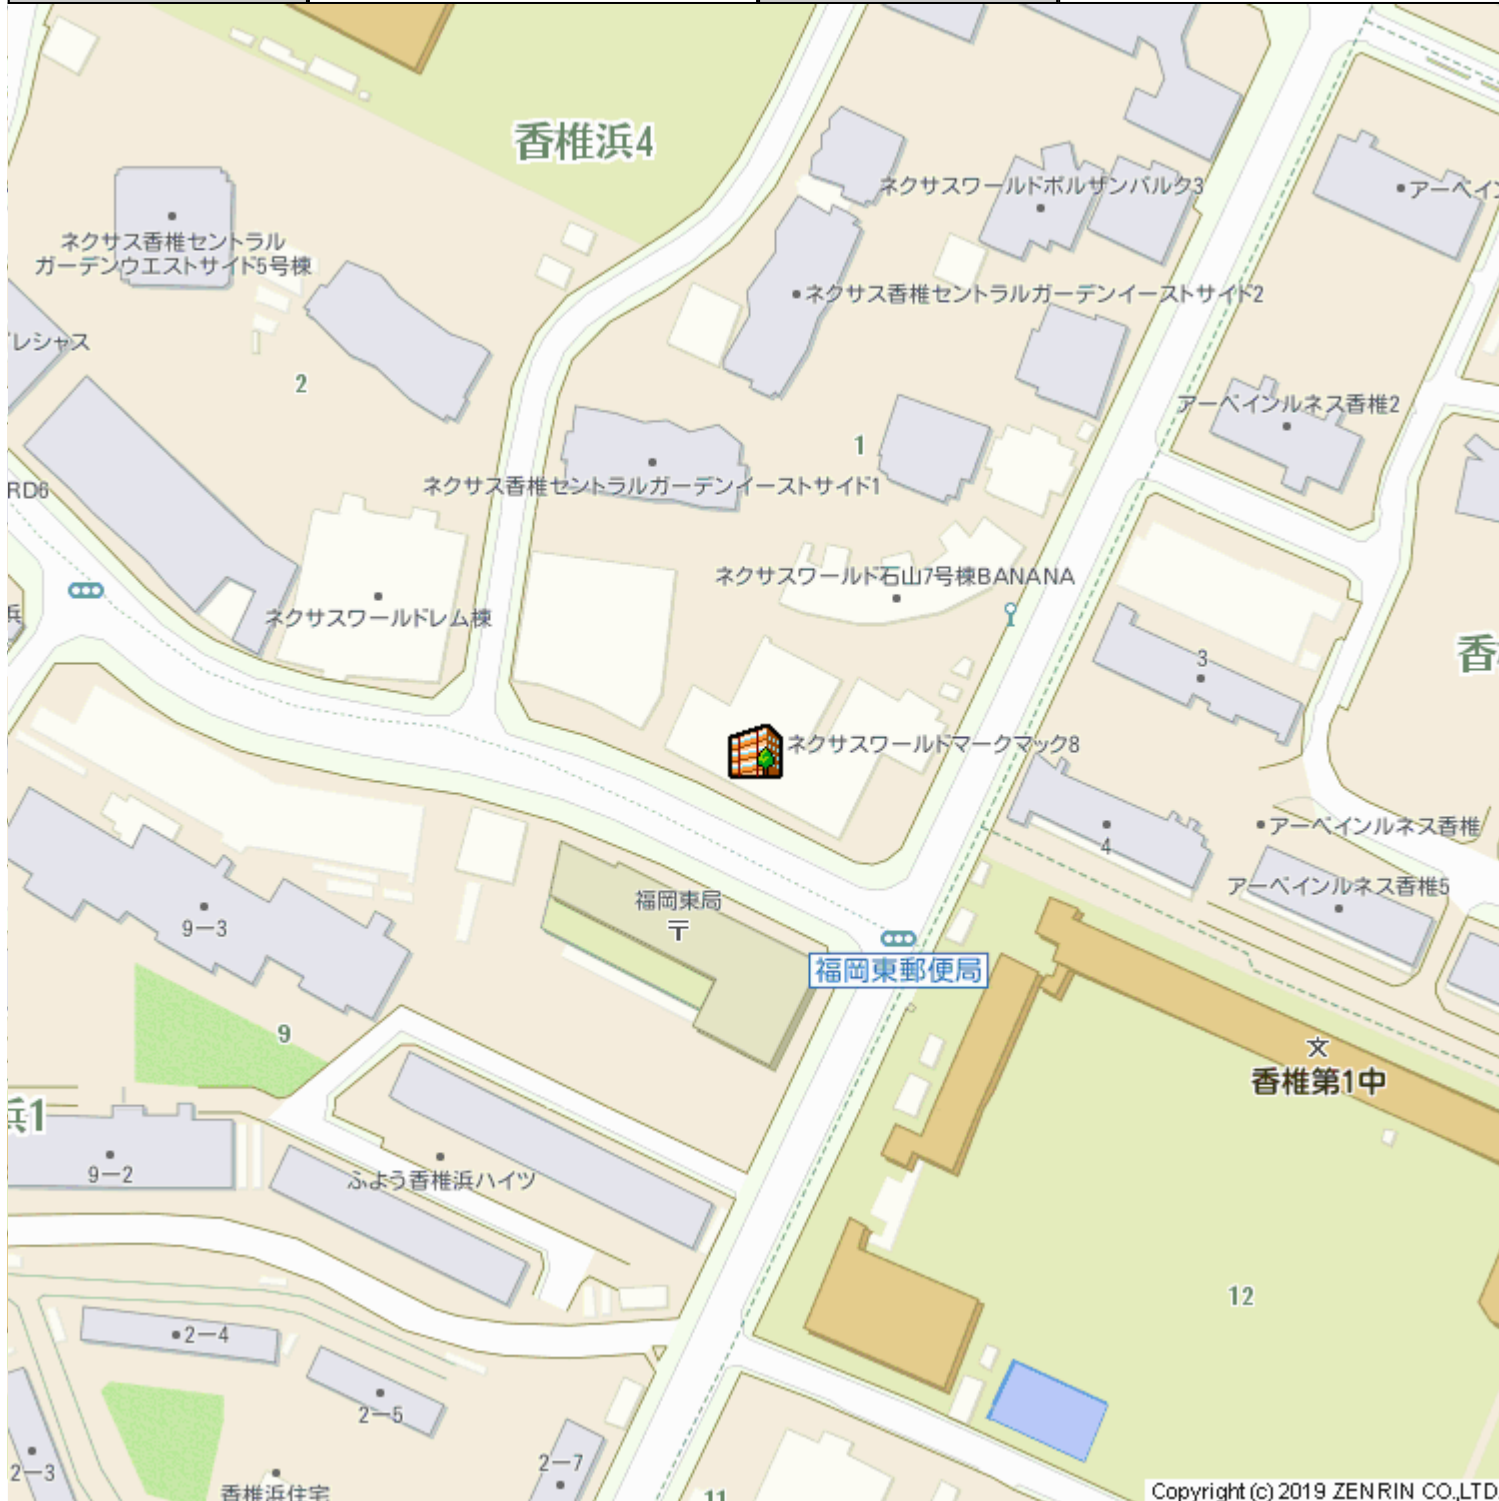 香椎浜4
ネクサスワールドポルザンパルク3
ネクサス香椎セントラル
ガーデンウエストサイド5号棟
ネクサス香椎セントラルガーデンイーストサイド2
レシャス
2
アーベインルネス香椎2
1
ネクサス香椎セントラルガーデンイーストサイド1
RD6
ネクサスワールド石山7号棟BANANA
ネクサスワールドレム棟
3
ネクサスワールドマークマック8
アーベインルネス香椎
4
アーベインルネス香椎5
福岡東局
〒
9−3
福岡東郵便局
9
文
香椎第1中
浜1
9−2
ふよう香椎浜ハイツ
12
2−4
2−5
2−7
2−3
香椎浜住宅
11
Copyright (c) 2019 ZENRIN CO.,LTD